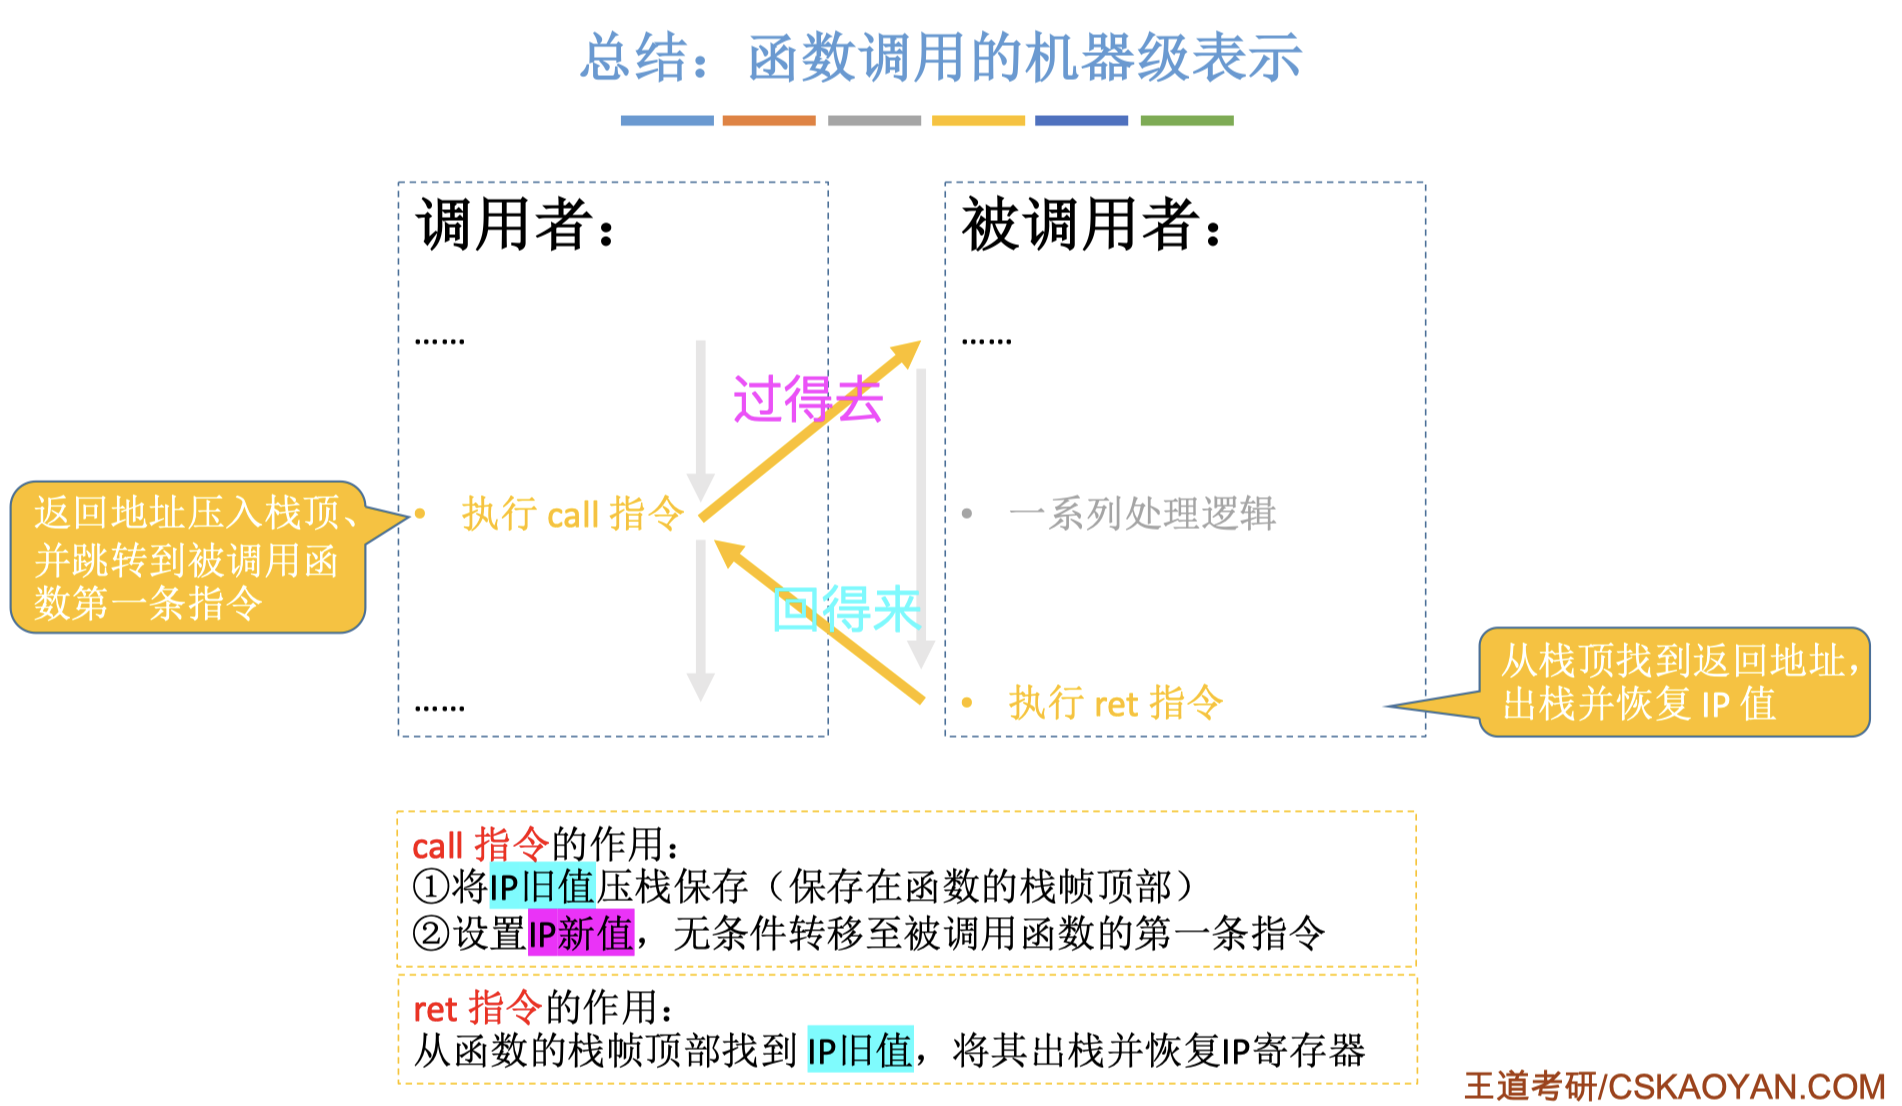 总结：函数调用的机器级表示
调用者：
……
过得去
• 执行 call 指令
返回地址压入栈顶、
并跳转到被调用函
数第一条指令
回得来
……
被调用者：
……
• 一系列处理逻辑
• 执行 ret 指令
从栈顶找到返回地址，
出栈并恢复 IP 值
call 指令的作用：
①将IP旧值压栈保存（保存在函数的栈帧顶部）
②设置IP新值，无条件转移至被调用函数的第一条指令
ret 指令的作用：
从函数的栈帧顶部找到 IP旧值，将其出栈并恢复IP寄存器
王道考研/CSKAOYAN.COM